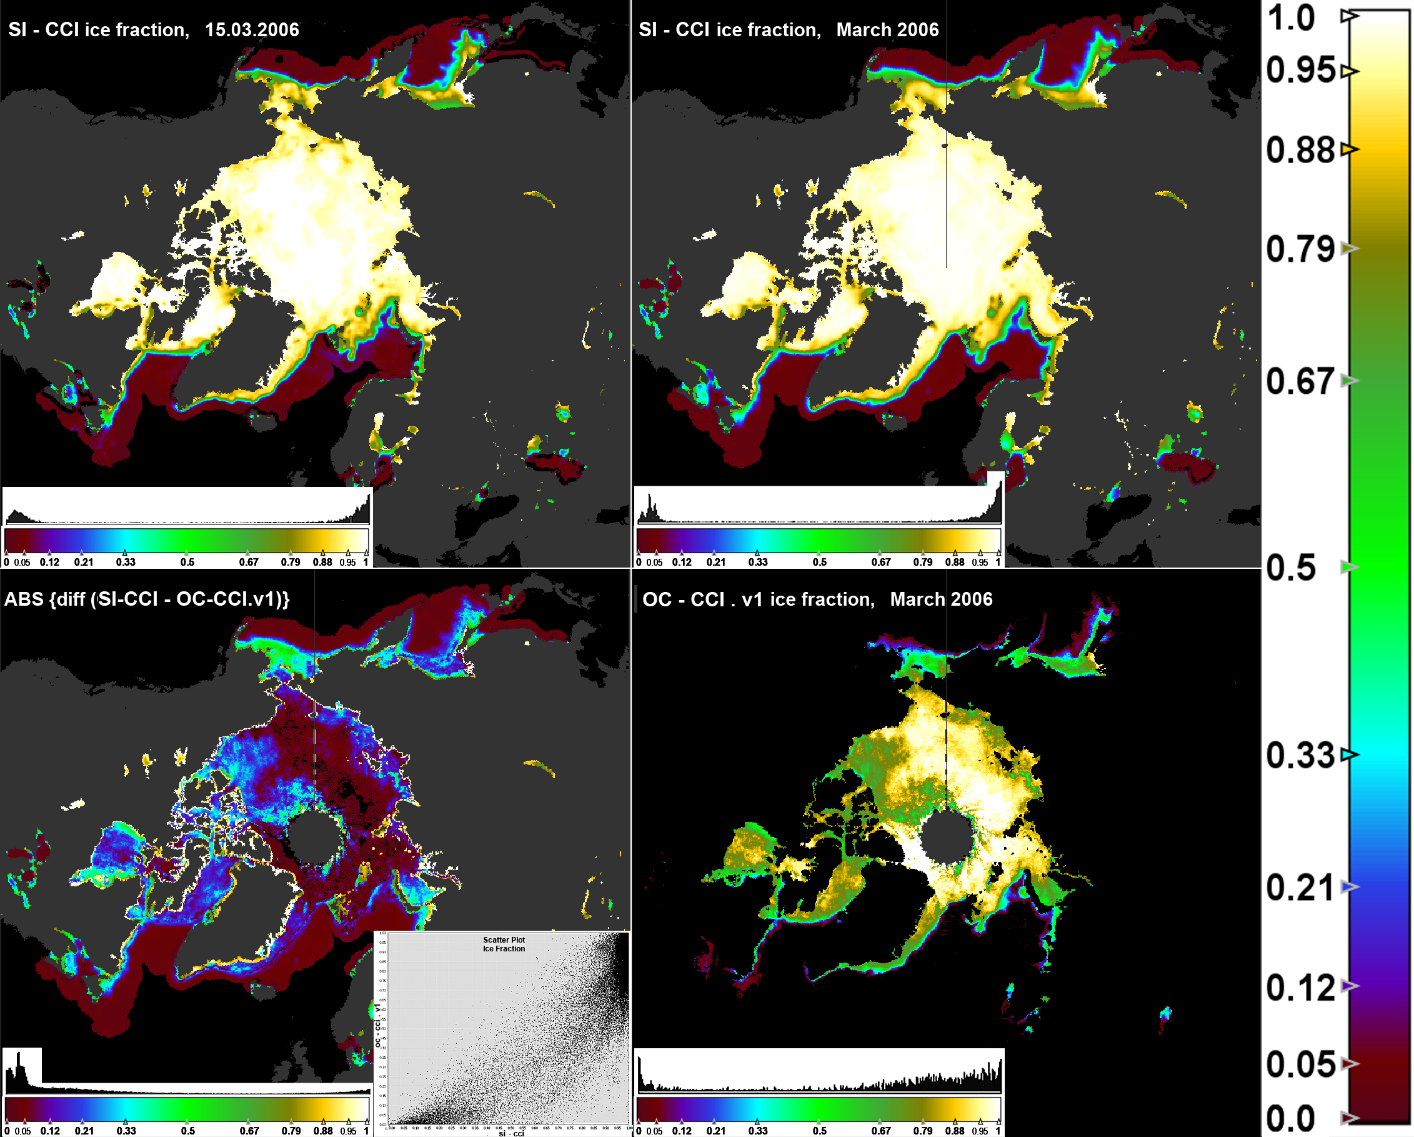 SI - CCI ice fraction, 15.03.2006
SI - CCI ice fraction, March 2006
1.0
0.95
0.88
0.79
0.67
0.5
0.33
0.21
0.12
0.05
0.0
0 0.05 0.12 0.21 0.33 0.5 0.67 0.79 0.88 0.95 1
0 0.05 0.12 0.21 0.33 0.5 0.67 0.79 0.88 0.95 1
ABS {diff (SI-CCI - OC-CCI.v1)}
OC - CCI . v1 ice fraction, March 2006
Scatter Plot
Ice Fraction
OC - CCI . v1
SI - CCI
0 0.05 0.12 0.21 0.33 0.5 0.67 0.79 0.88 0.95 1
0 0.05 0.12 0.21 0.33 0.5 0.67 0.79 0.88 0.95 1